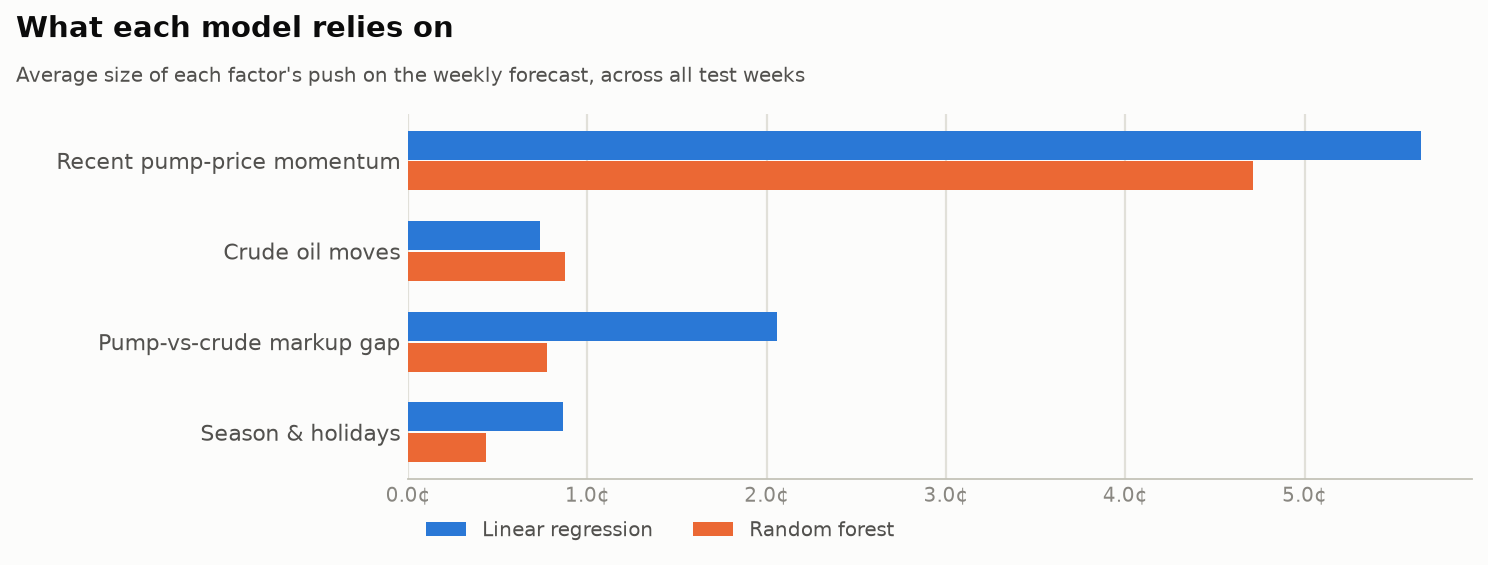 What each model relies on
Average size of each factor's push on the weekly forecast, across all test weeks
Recent pump-price momentum
Crude oil moves
Pump-vs-crude markup gap
Season & holidays
0.0¢ 1.0¢ 2.0¢ 3.0¢ 4.0¢ 5.0¢
Linear regression Random forest